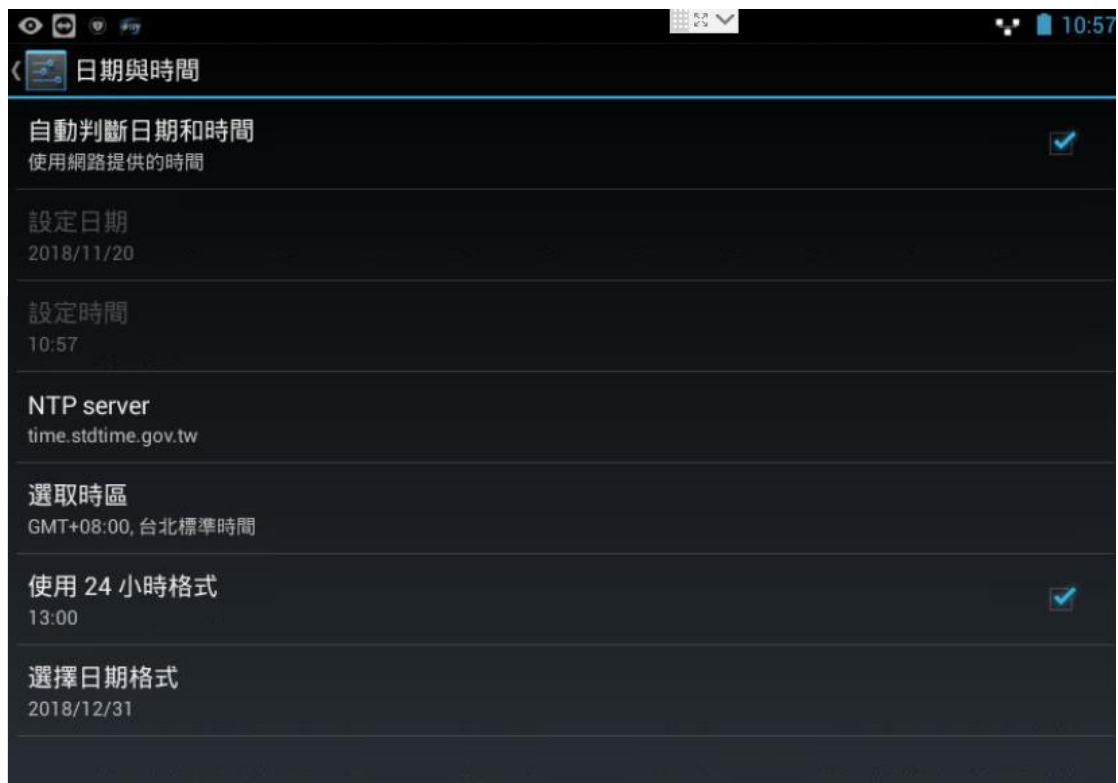 10:57
日期與時間
自動判斷日期和時間
使用網路提供的時間
設定日期
2018/11/20
設定時間
10:57
NTP server
time.stdtime.gov.tw
選取時區
GMT+08:00, 台北標準時間
使用 24 小時格式
13:00
選擇日期格式
2018/12/31